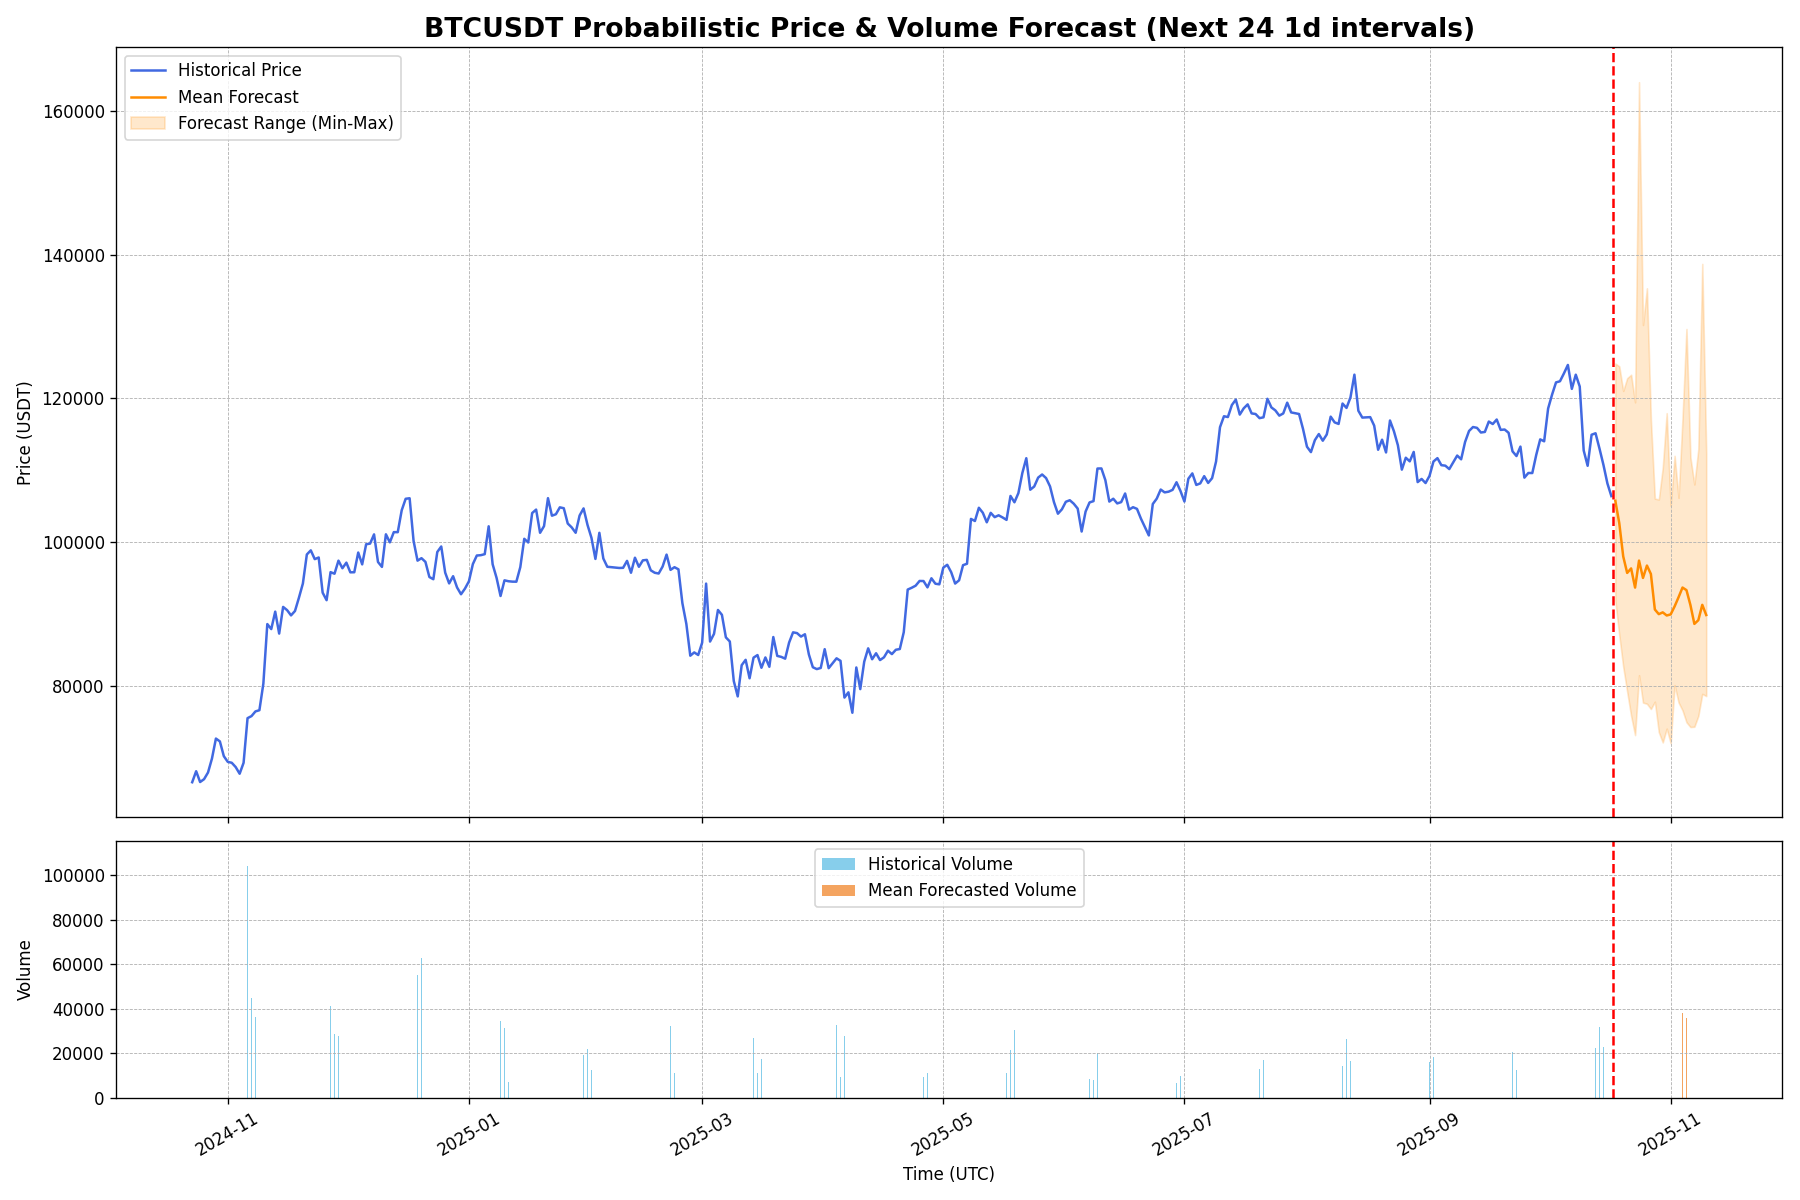 BTCUSDT Probabilistic Price & Volume Forecast (Next 24 1d intervals)
Historical Price
Mean Forecast
Forecast Range (Min-Max)
160000
140000
120000
100000
80000
Price (USDT)
Historical Volume
Mean Forecasted Volume
100000
80000
60000
40000
20000
0
Volume
2024-11
2025-01
2025-03
2025-05
2025-07
2025-09
2025-11
Time (UTC)